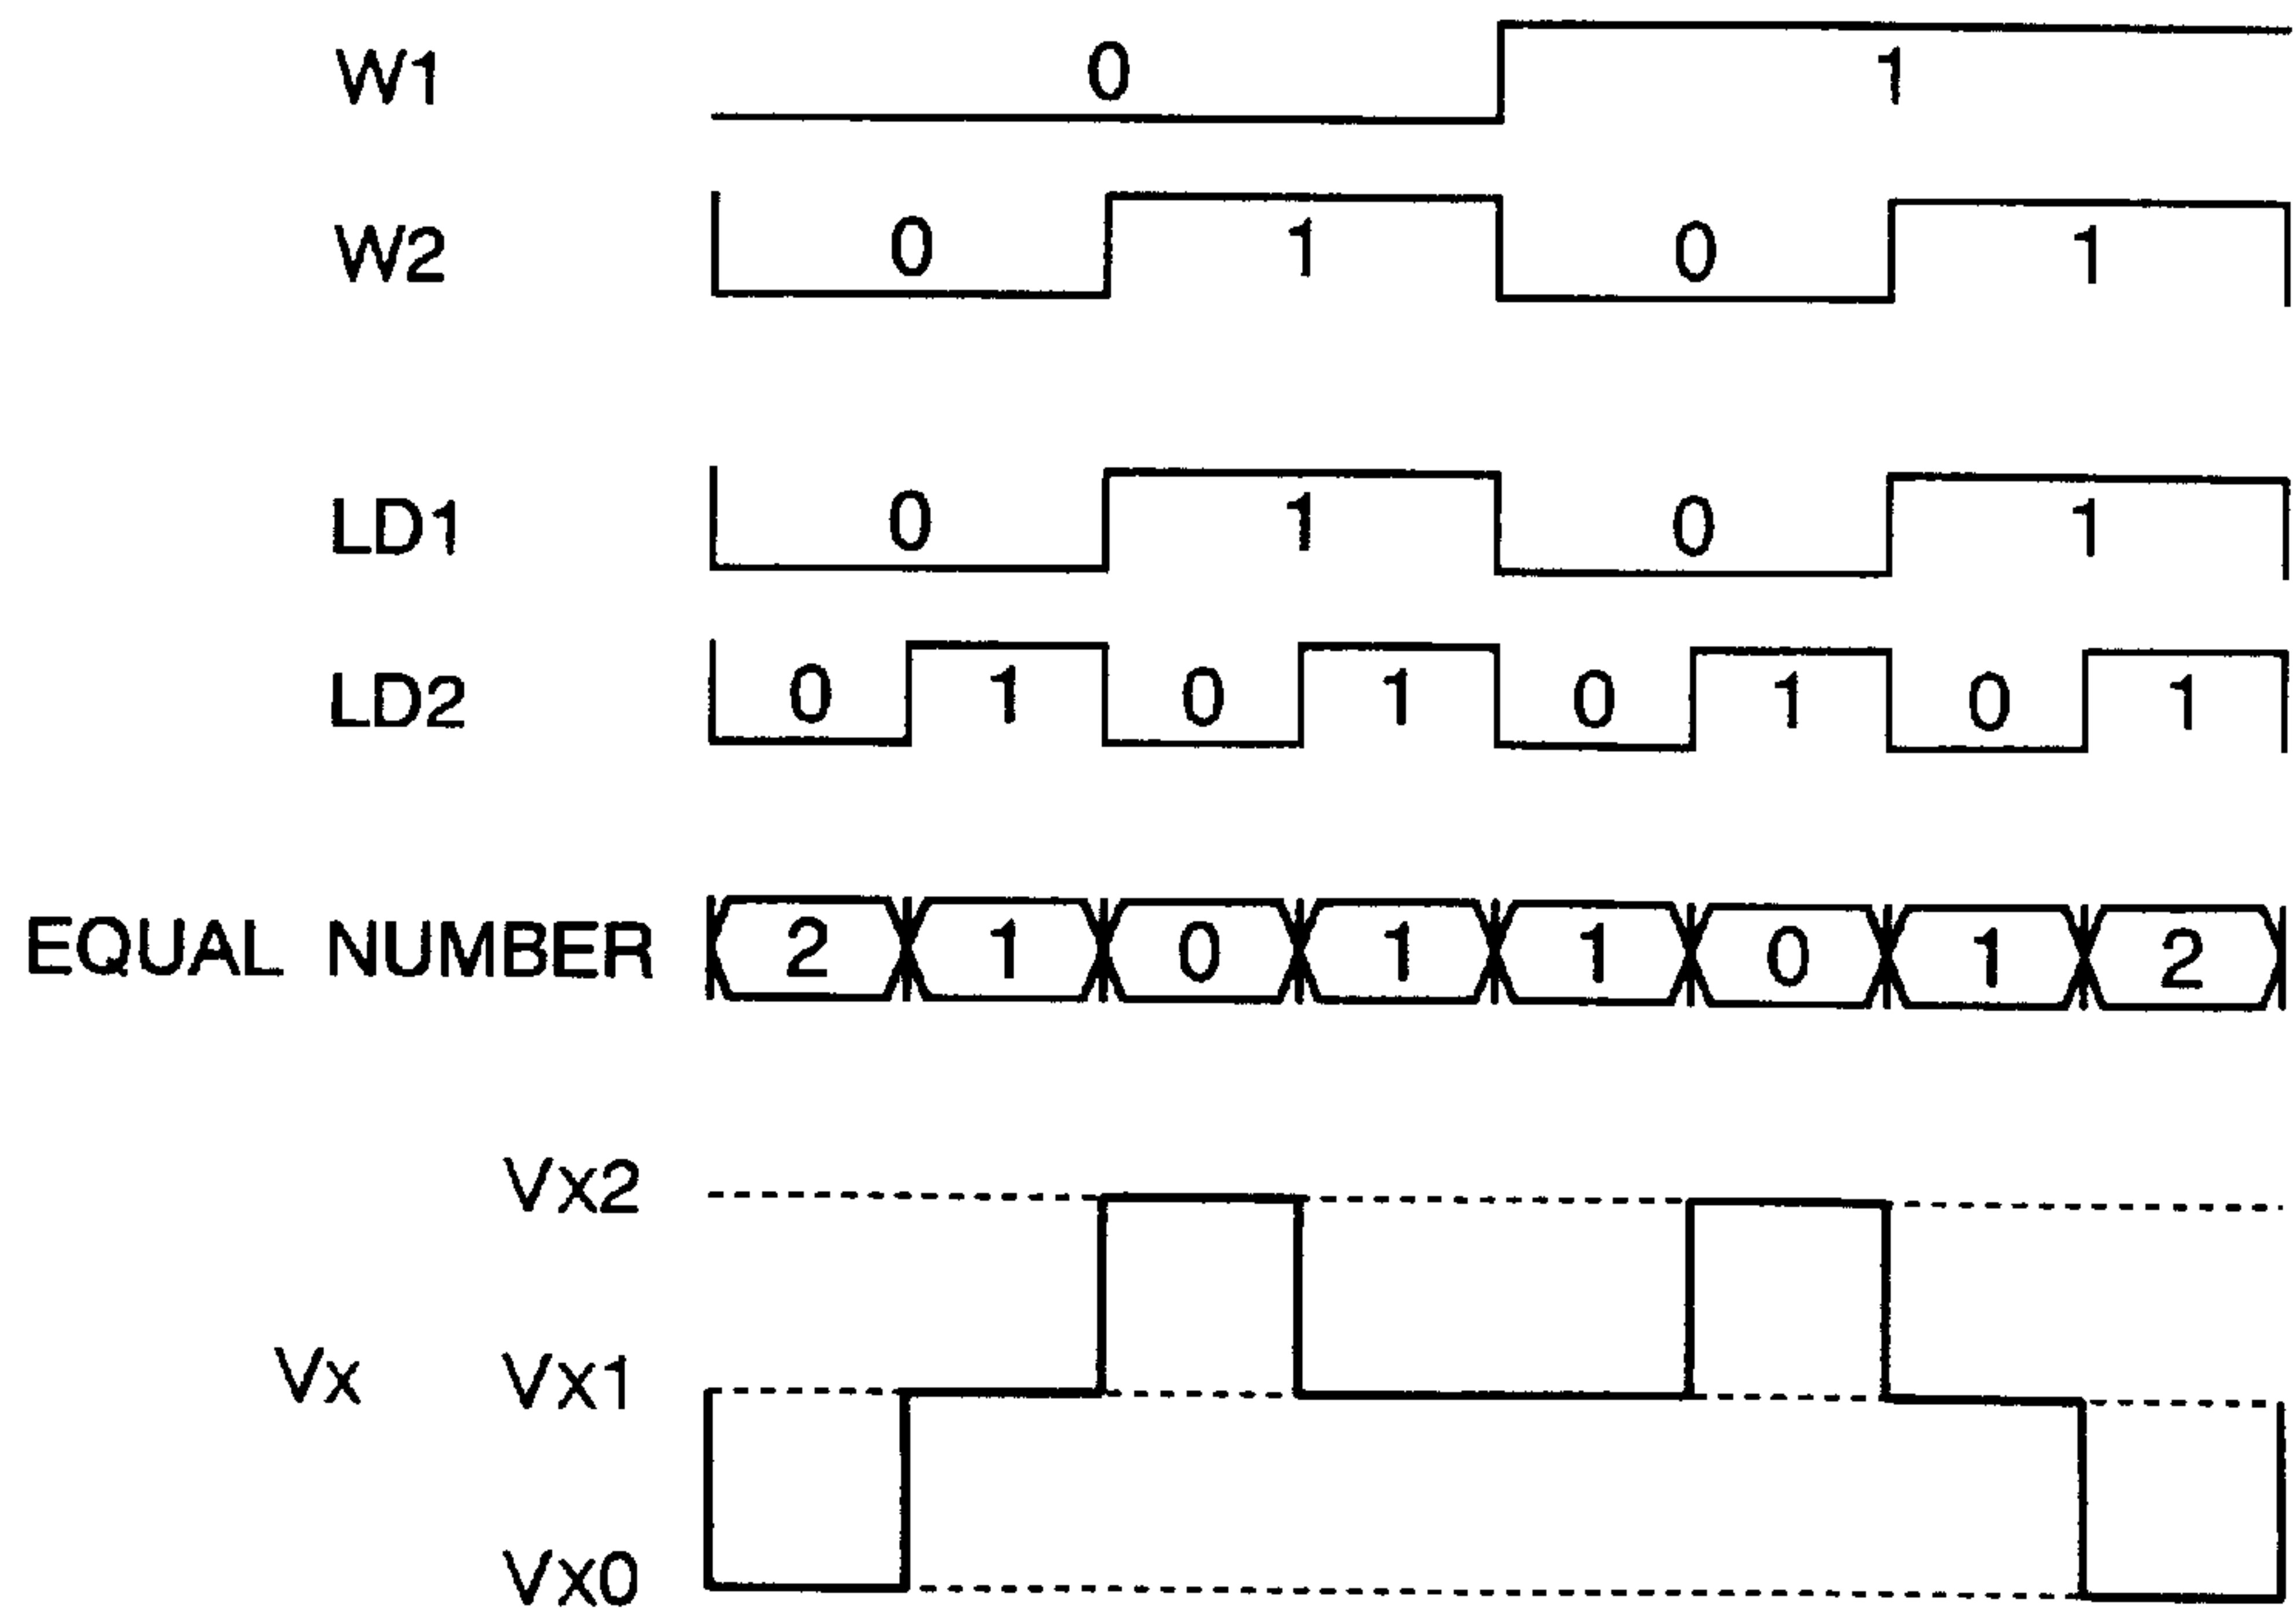 W1 0 1
W2 0 1 0 1
LD1 0 1 0 1
LD2 0 1 0 1 0 1 0 1
EQUAL NUMBER 2 1 0 1 1 0 1 2
Vx2
Vx Vx1
Vx0